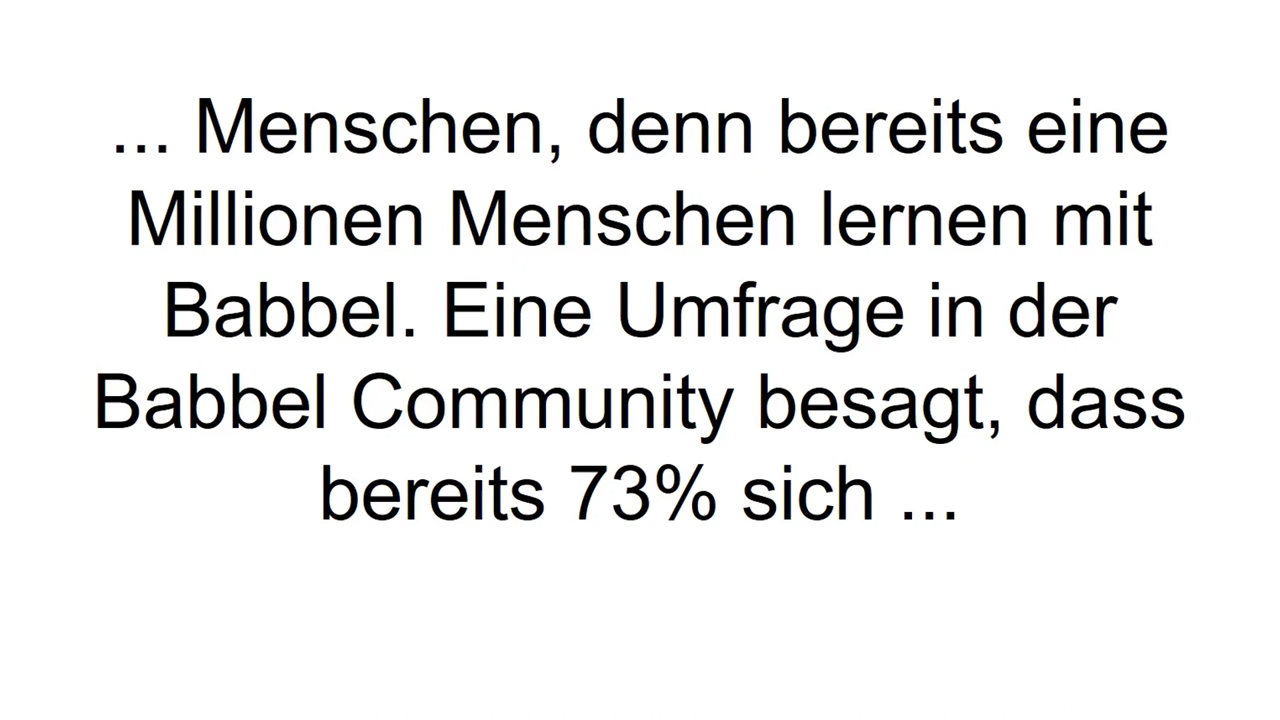 ... Menschen, denn bereits eine
Millionen Menschen lernen mit
Babbel. Eine Umfrage in der
Babbel Community besagt, dass
bereits 73% sich ...